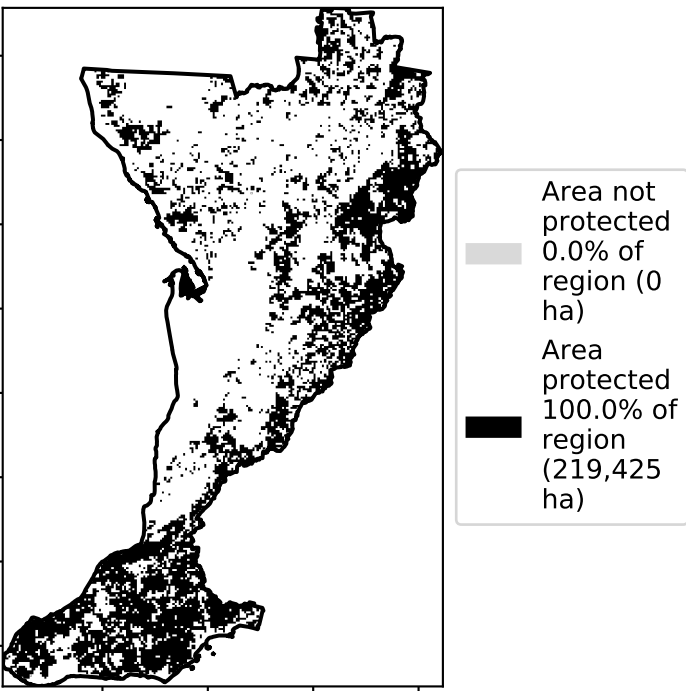 Area not
protected
0.0% of
region (0
ha)
Area
protected
100.0% of
region
(219,425
ha)